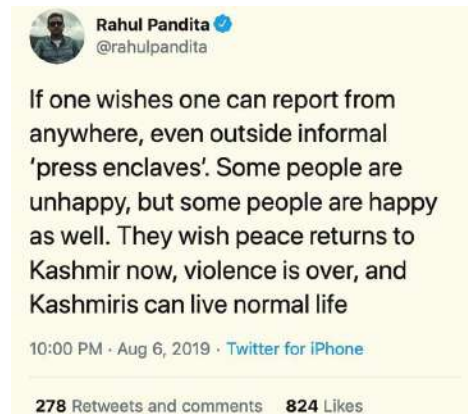 Rahul Pandita
@rahulpandita
If one wishes one can report from
anywhere, even outside informal
‘press enclaves’. Some people are
unhappy, but some people are happy
as well. They wish peace returns to
Kashmir now, violence is over, and
Kashmiris can live normal life
10:00 PM · Aug 6, 2019 · Twitter for iPhone
278 Retweets and comments 824 Likes